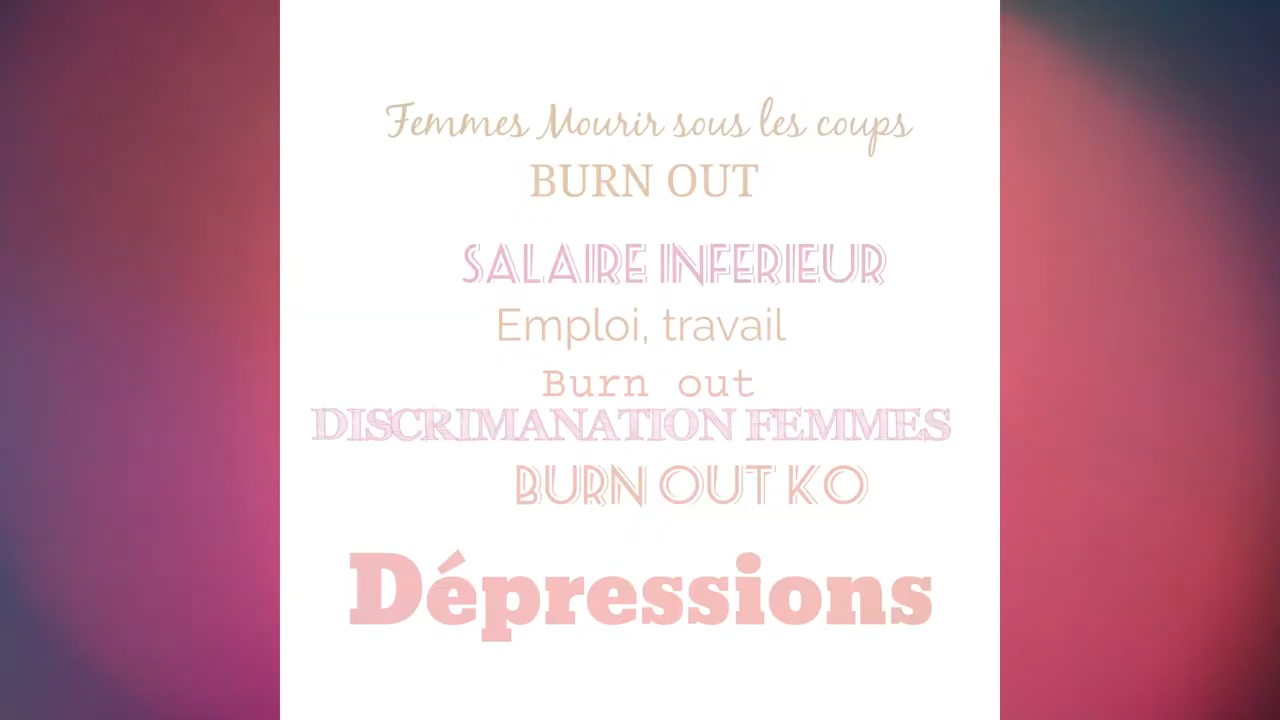 Femmes Mourir sous les coups
BURN OUT
SALAIRE INFERIEUR
Emploi, travail
Burn out
DISCRIMANATION FEMMES
BURN OUT KO
Dépressions